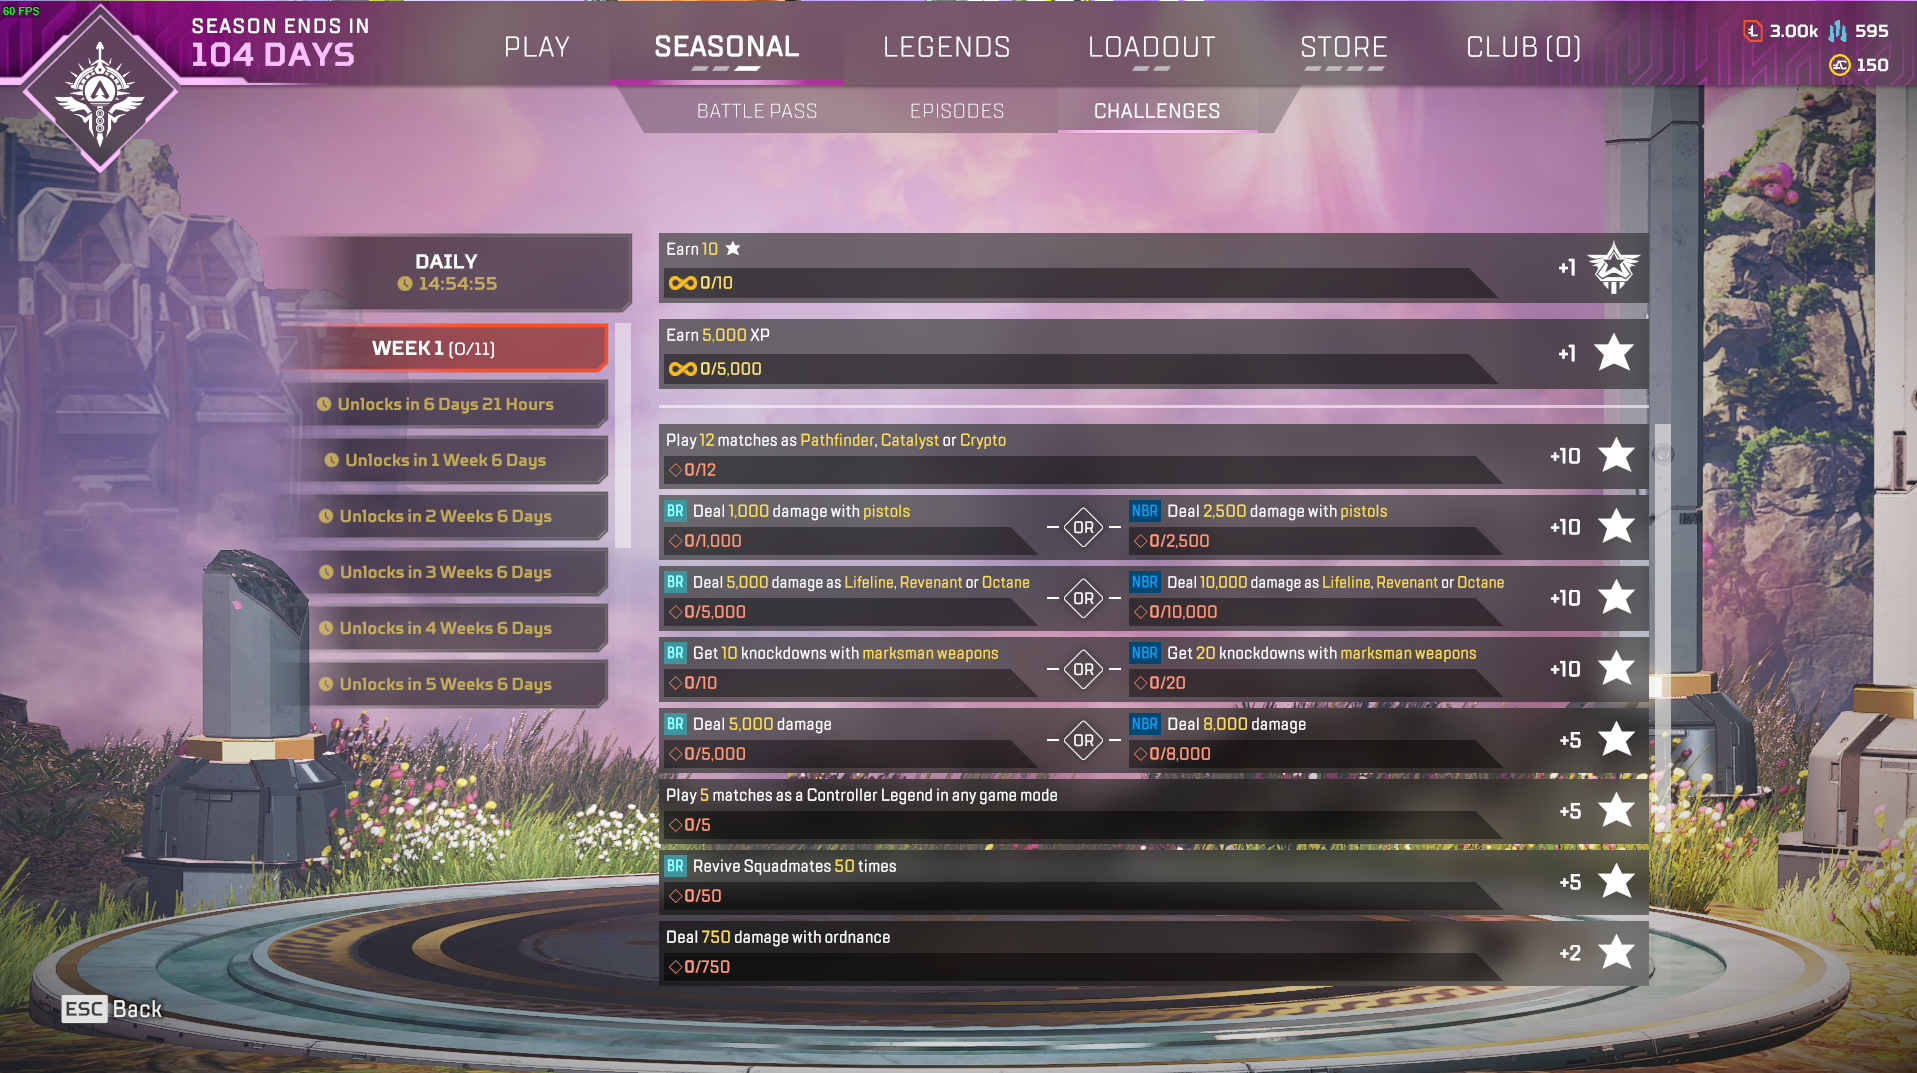 60 FPS
SEASON ENDS IN
104 DAYS
PLAY
SEASONAL
LEGENDS
LOADOUT
STORE
CLUB (0)
3.00k
595
150
BATTLE PASS
EPISODES
CHALLENGES
DAILY
14:54:55
WEEK 1 (0/11)
Unlocks in 6 Days 21 Hours
Unlocks in 1 Week 6 Days
Unlocks in 2 Weeks 6 Days
Unlocks in 3 Weeks 6 Days
Unlocks in 4 Weeks 6 Days
Unlocks in 5 Weeks 6 Days
Earn 10
0/10
+1
Earn 5,000 XP
0/5,000
+1
Play 12 matches as Pathfinder, Catalyst or Crypto
0/12
+10
BR Deal 1,000 damage with pistols
0/1,000
OR
NBR Deal 2,500 damage with pistols
0/2,500
+10
BR Deal 5,000 damage as Lifeline, Revenant or Octane
0/5,000
OR
NBR Deal 10,000 damage as Lifeline, Revenant or Octane
0/10,000
+10
BR Get 10 knockdowns with marksman weapons
0/10
OR
NBR Get 20 knockdowns with marksman weapons
0/20
+10
BR Deal 5,000 damage
0/5,000
OR
NBR Deal 8,000 damage
0/8,000
+5
Play 5 matches as a Controller Legend in any game mode
0/5
+5
BR Revive Squadmates 50 times
0/50
+5
Deal 750 damage with ordnance
0/750
+2
ESC Back